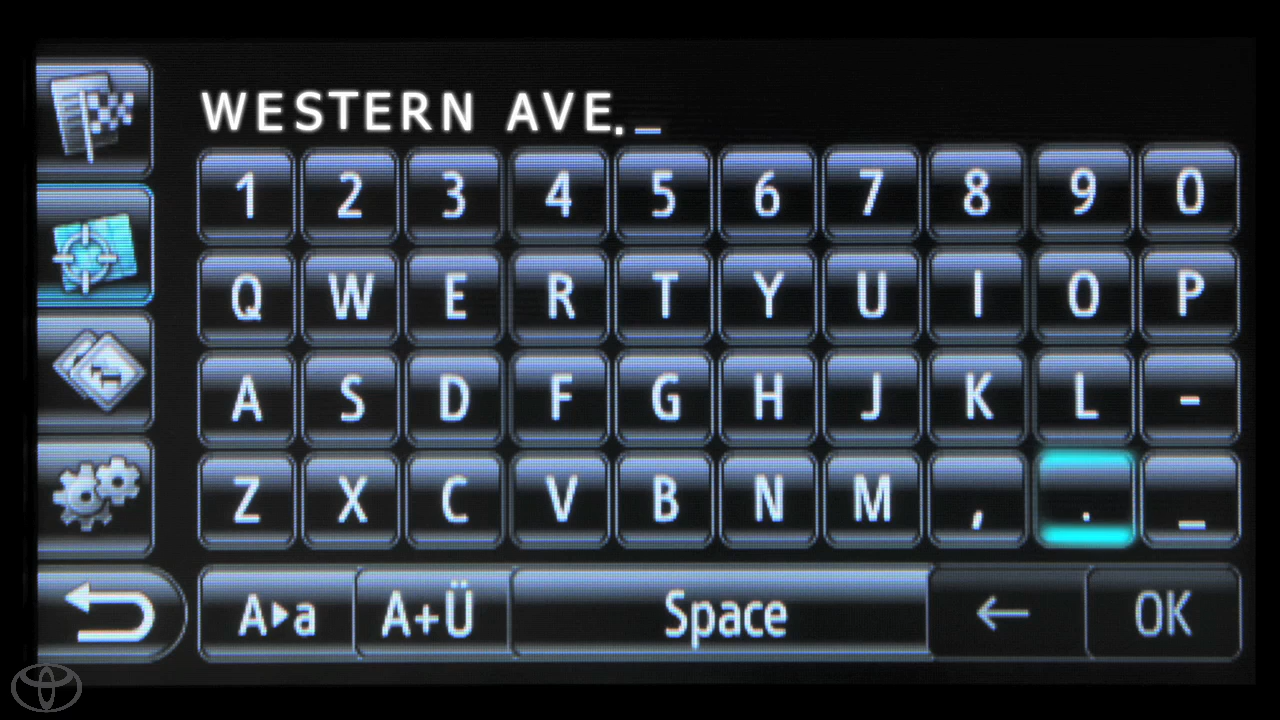 WESTERN AVE._
1 2 3 4 5 6 7 8 9 0
Q W E R T Y U I O P
A S D F G H J K L -
Z X C V B N M , . _
A▸a A+Ü Space ← OK